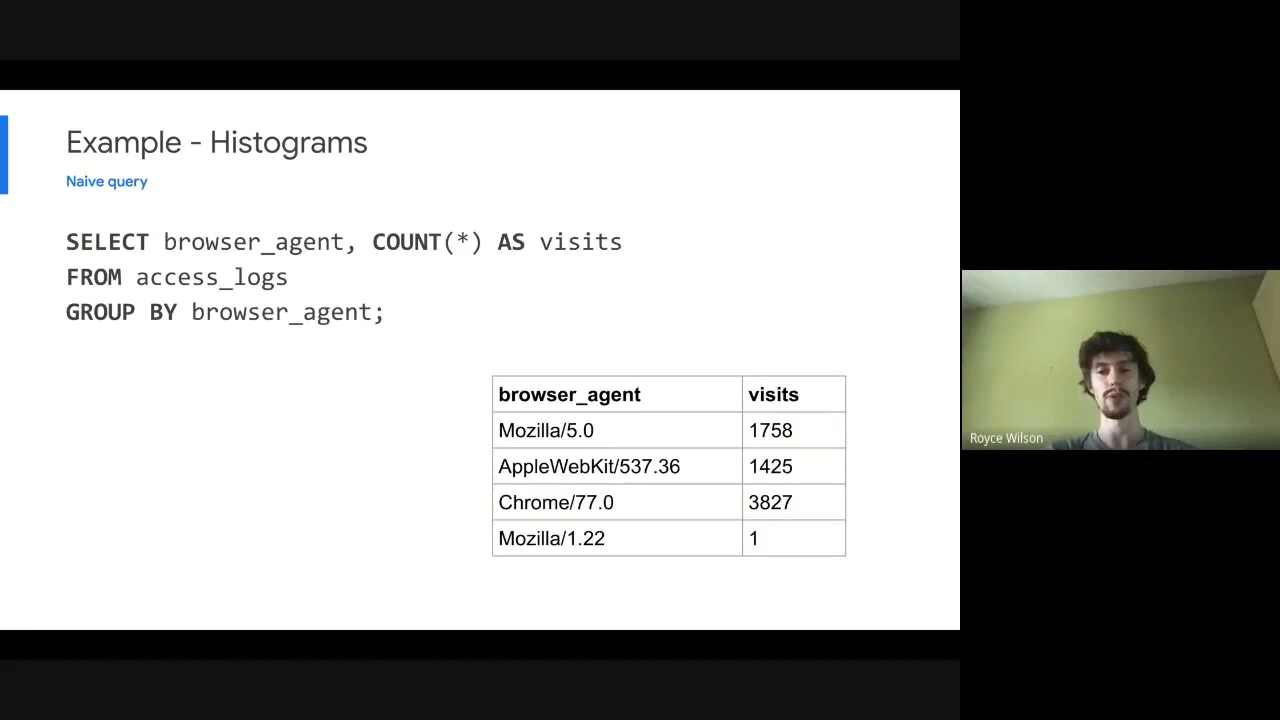 Example - Histograms
Naive query
SELECT browser_agent, COUNT(*) AS visits
FROM access_logs
GROUP BY browser_agent;
browser_agent visits
Mozilla/5.0 1758
AppleWebKit/537.36 1425
Chrome/77.0 3827
Mozilla/1.22 1
Royce Wilson